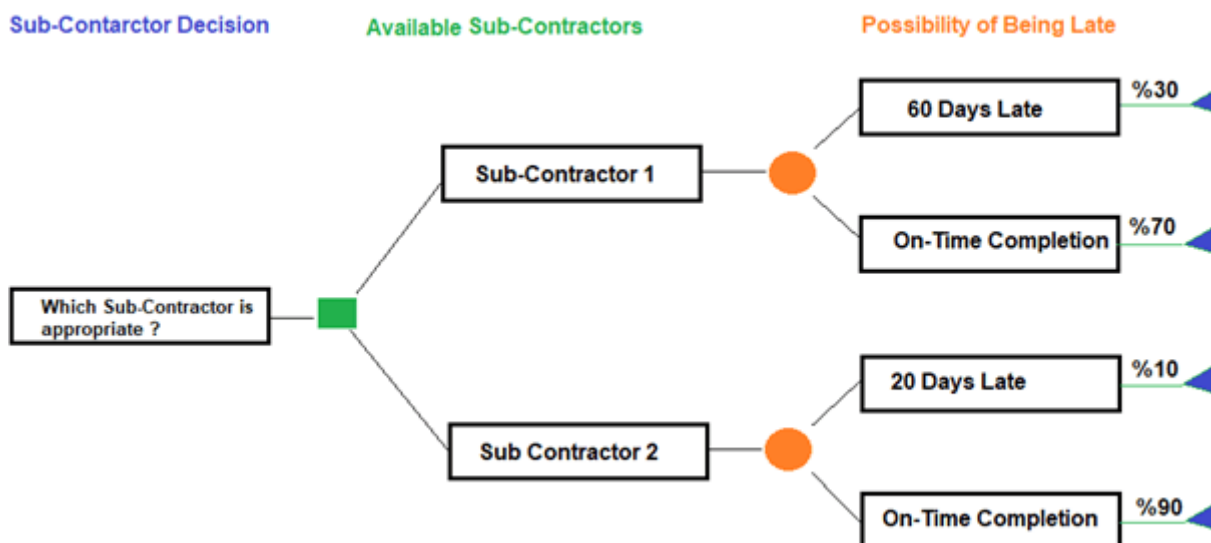 Sub-Contarctor Decision
Available Sub-Contractors
Possibility of Being Late
%30
60 Days Late
Sub-Contractor 1
%70
On-Time Completion
Which Sub-Contractor is
appropriate ?
%10
20 Days Late
Sub Contractor 2
%90
On-Time Completion